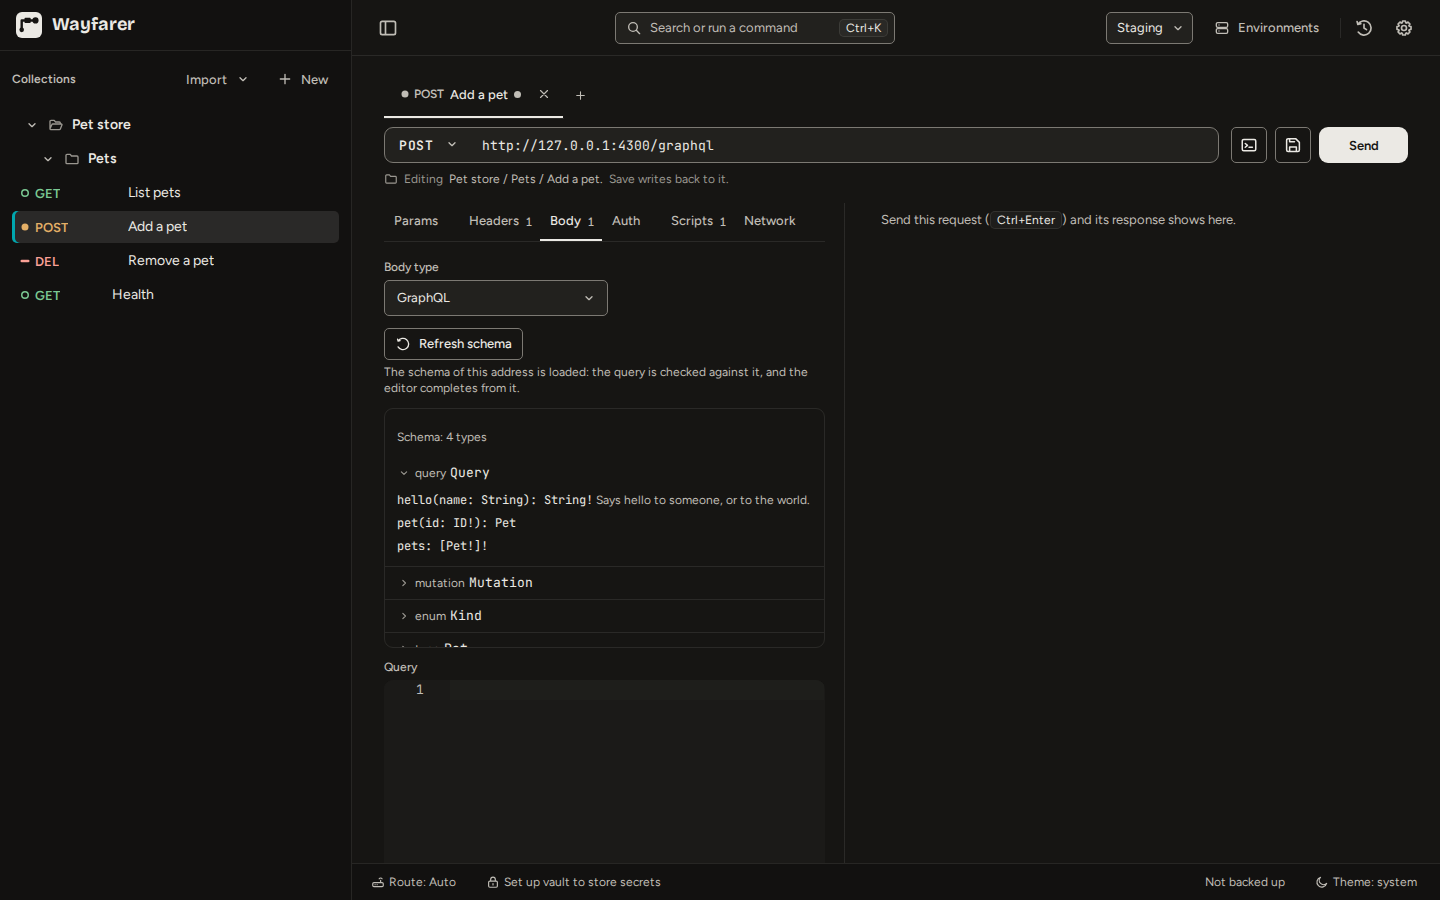 Wayfarer
Search or run a command Ctrl+K
Staging
Environments
Collections
Import
New
Pet store
Pets
GET List pets
POST Add a pet
DEL Remove a pet
GET Health
POST Add a pet
POST http://127.0.0.1:4300/graphql
Send
Editing Pet store / Pets / Add a pet. Save writes back to it.
Params Headers 1 Body 1 Auth Scripts 1 Network
Send this request (Ctrl+Enter) and its response shows here.
Body type
GraphQL
Refresh schema
The schema of this address is loaded: the query is checked against it, and the
editor completes from it.
Schema: 4 types
query Query
hello(name: String): String! Says hello to someone, or to the world.
pet(id: ID!): Pet
pets: [Pet!]!
mutation Mutation
enum Kind
Pet
Query
1
Route: Auto
Set up vault to store secrets
Not backed up
Theme: system